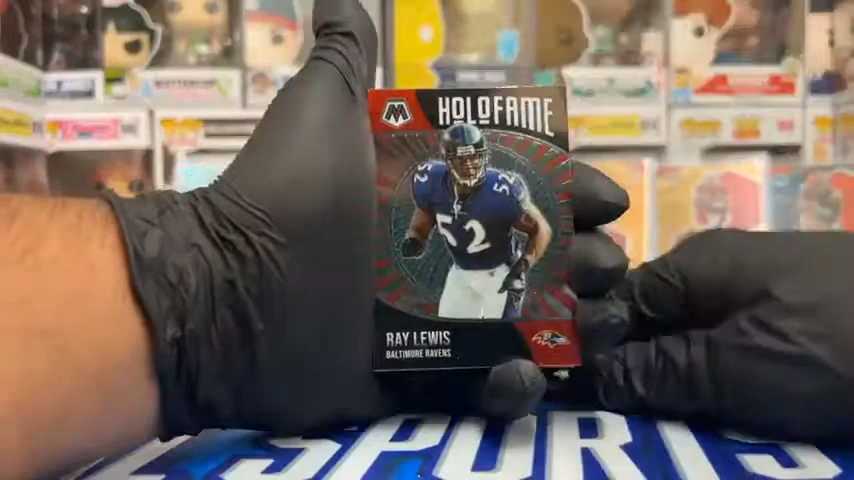 HOLOFAME
52 52
52
RAY LEWIS
BALTIMORE RAVENS
SPORTS